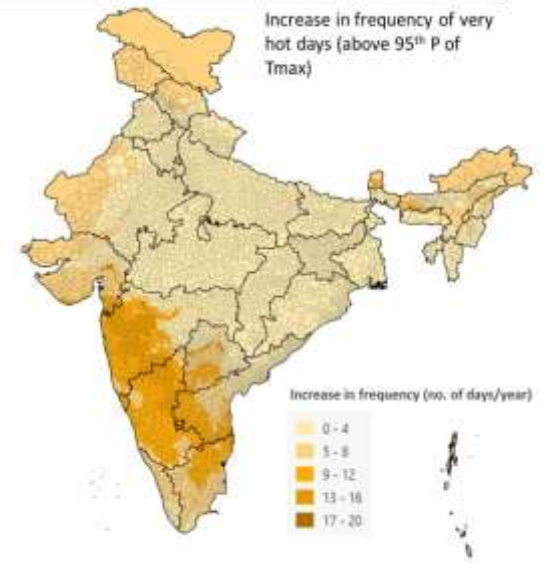 Increase in frequency of very
hot days (above 95th P of
Tmax)
Increase in frequency (no. of days/year)
0 - 4
5 - 8
9 - 12
13 - 16
17 - 20